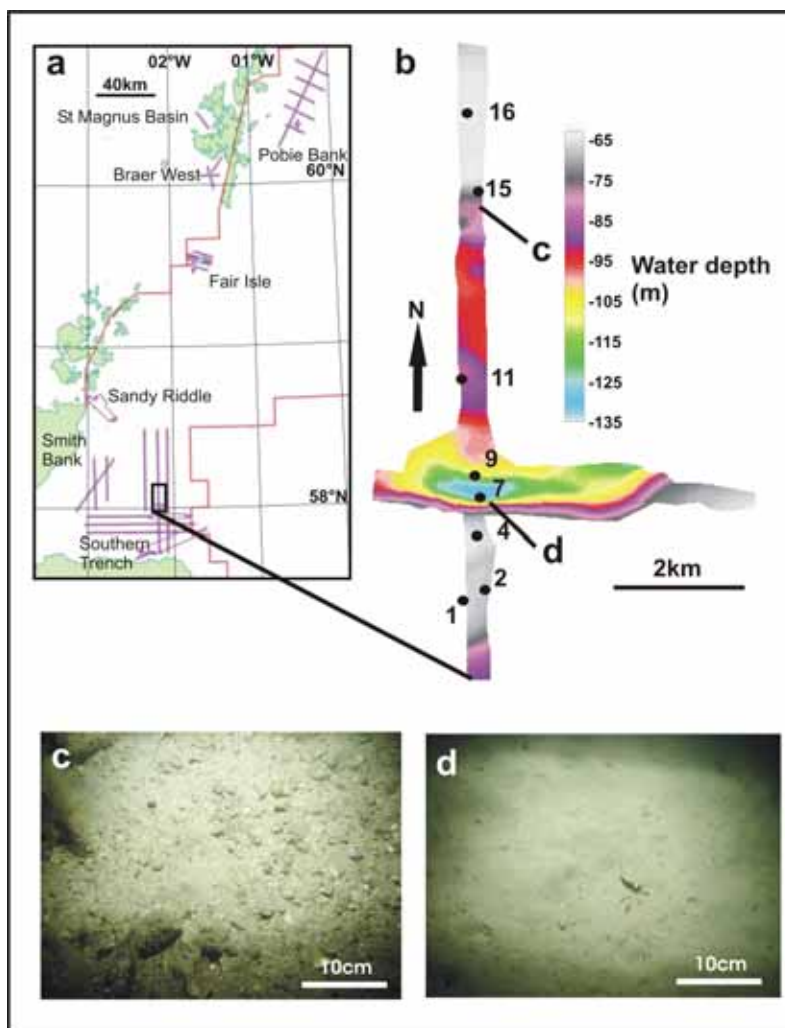 a
02°W
01°W
40km
St Magnus Basin
Pobie Bank
Braer West
60°N
Fair Isle
Sandy Riddle
Smith
Bank
58°N
Southern
Trench
b
16
15
c
N
11
9
7
4
d
2
1
2km
-65
-75
-85
-95
-105
-115
-125
-135
Water depth
(m)
c
10cm
d
10cm